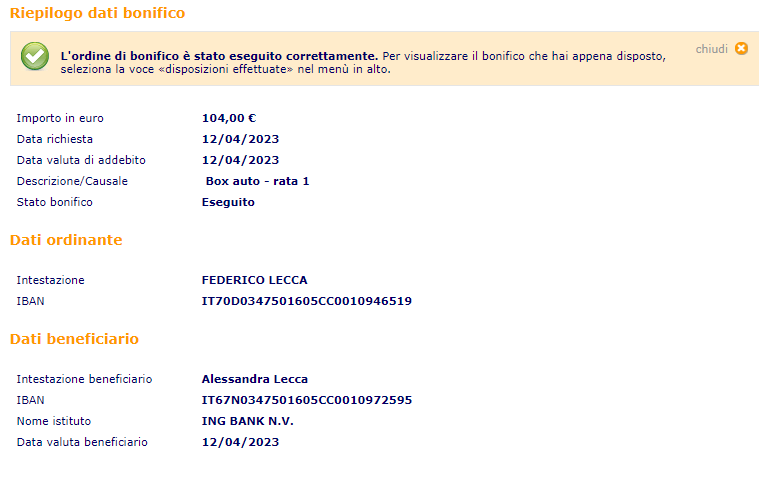 Riepilogo dati bonifico
L'ordine di bonifico è stato eseguito correttamente. Per visualizzare il bonifico che hai appena disposto, chiudi
seleziona la voce «disposizioni effettuate» nel menù in alto.
Importo in euro 104,00 €
Data richiesta 12/04/2023
Data valuta di addebito 12/04/2023
Descrizione/Causale Box auto - rata 1
Stato bonifico Eseguito
Dati ordinante
Intestazione FEDERICO LECCA
IBAN IT70D0347501605CC0010946519
Dati beneficiario
Intestazione beneficiario Alessandra Lecca
IBAN IT67N0347501605CC0010972595
Nome istituto ING BANK N.V.
Data valuta beneficiario 12/04/2023